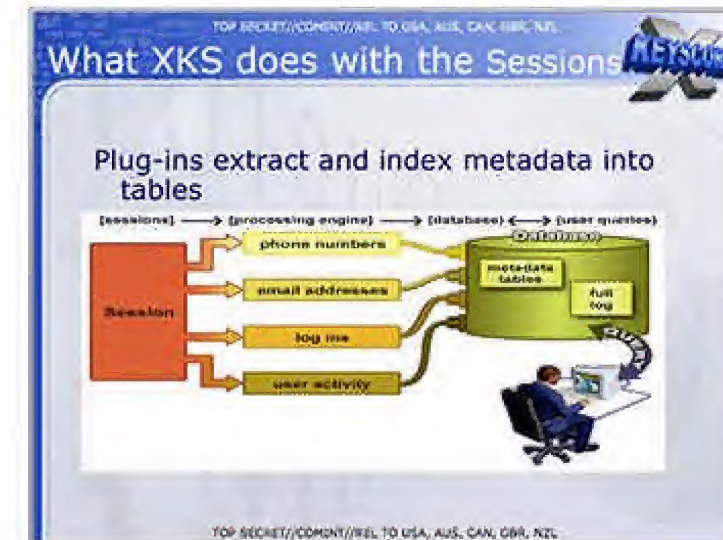 TOP SECRET//COMINT//REL TO USA, AUS, CAN, GBR, NZL
What XKS does with the Sessions
KEYSCORE
X
Plug-ins extract and index metadata into
tables
[sessions] → [processing engine] → [database] ↔ [user queries]
Database
phone numbers
metadata
tables
email addresses
full
log
Session
log ins
user activity
QUERY
TOP SECRET//COMINT//REL TO USA, AUS, CAN, GBR, NZL